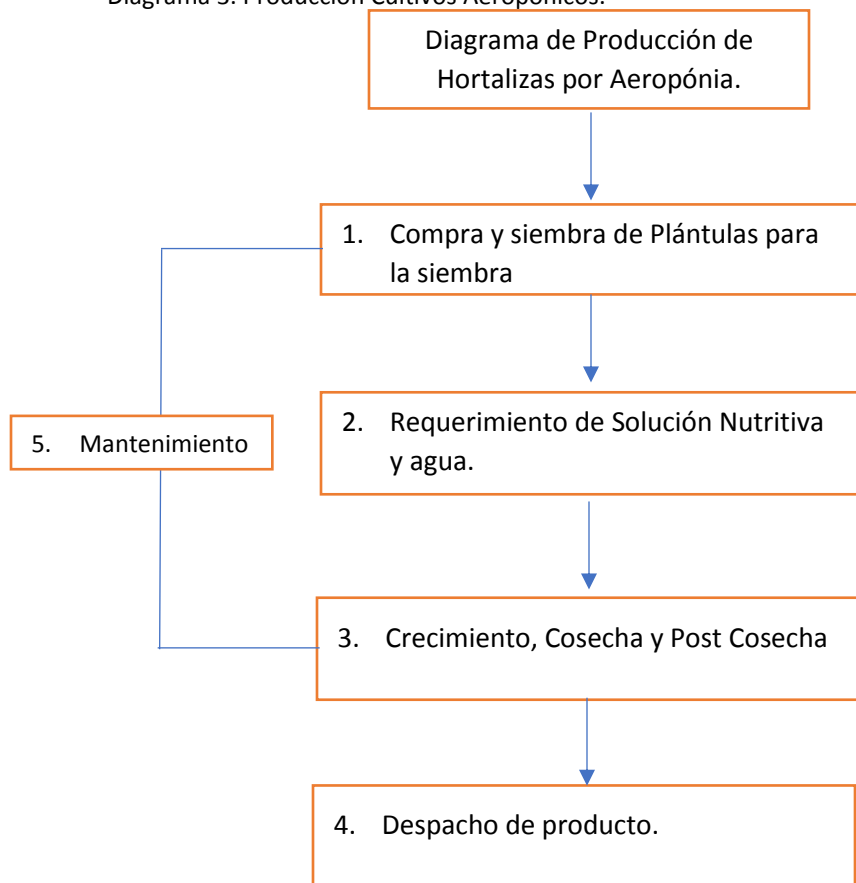 Diagrama 3. Producción Cultivos Aeropónicos.
Diagrama de Producción de
Hortalizas por Aeropónia.
1. Compra y siembra de Plántulas para
la siembra
2. Requerimiento de Solución Nutritiva
y agua.
5. Mantenimiento
3. Crecimiento, Cosecha y Post Cosecha
4. Despacho de producto.